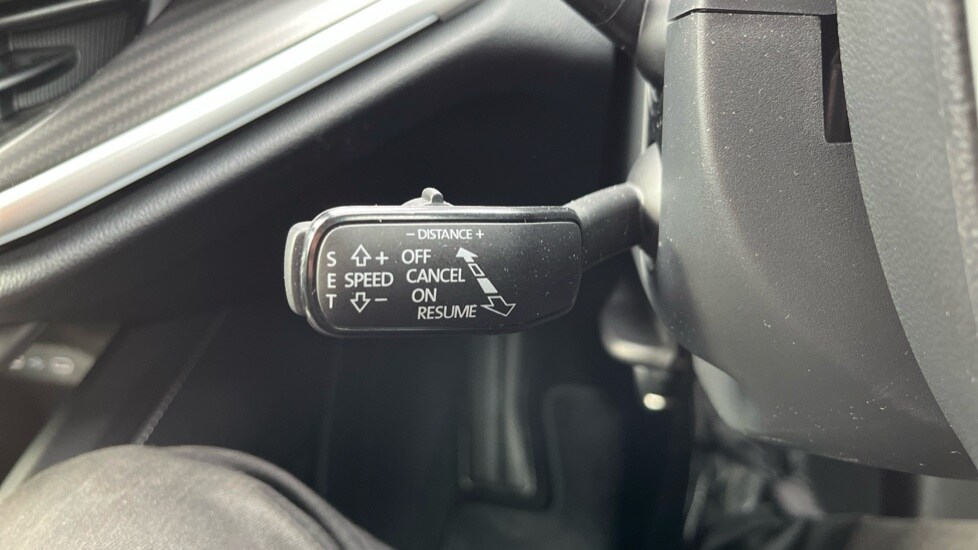 − DISTANCE +
S + OFF
E SPEED CANCEL
T − ON
RESUME